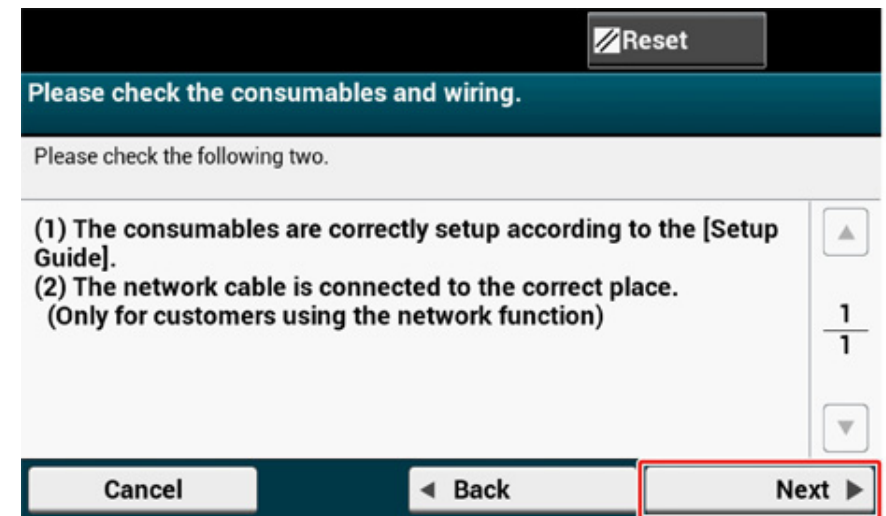 Reset
Please check the consumables and wiring.
Please check the following two.
(1) The consumables are correctly setup according to the [Setup
Guide].
(2) The network cable is connected to the correct place.
(Only for customers using the network function)
1
1
Cancel
Back
Next